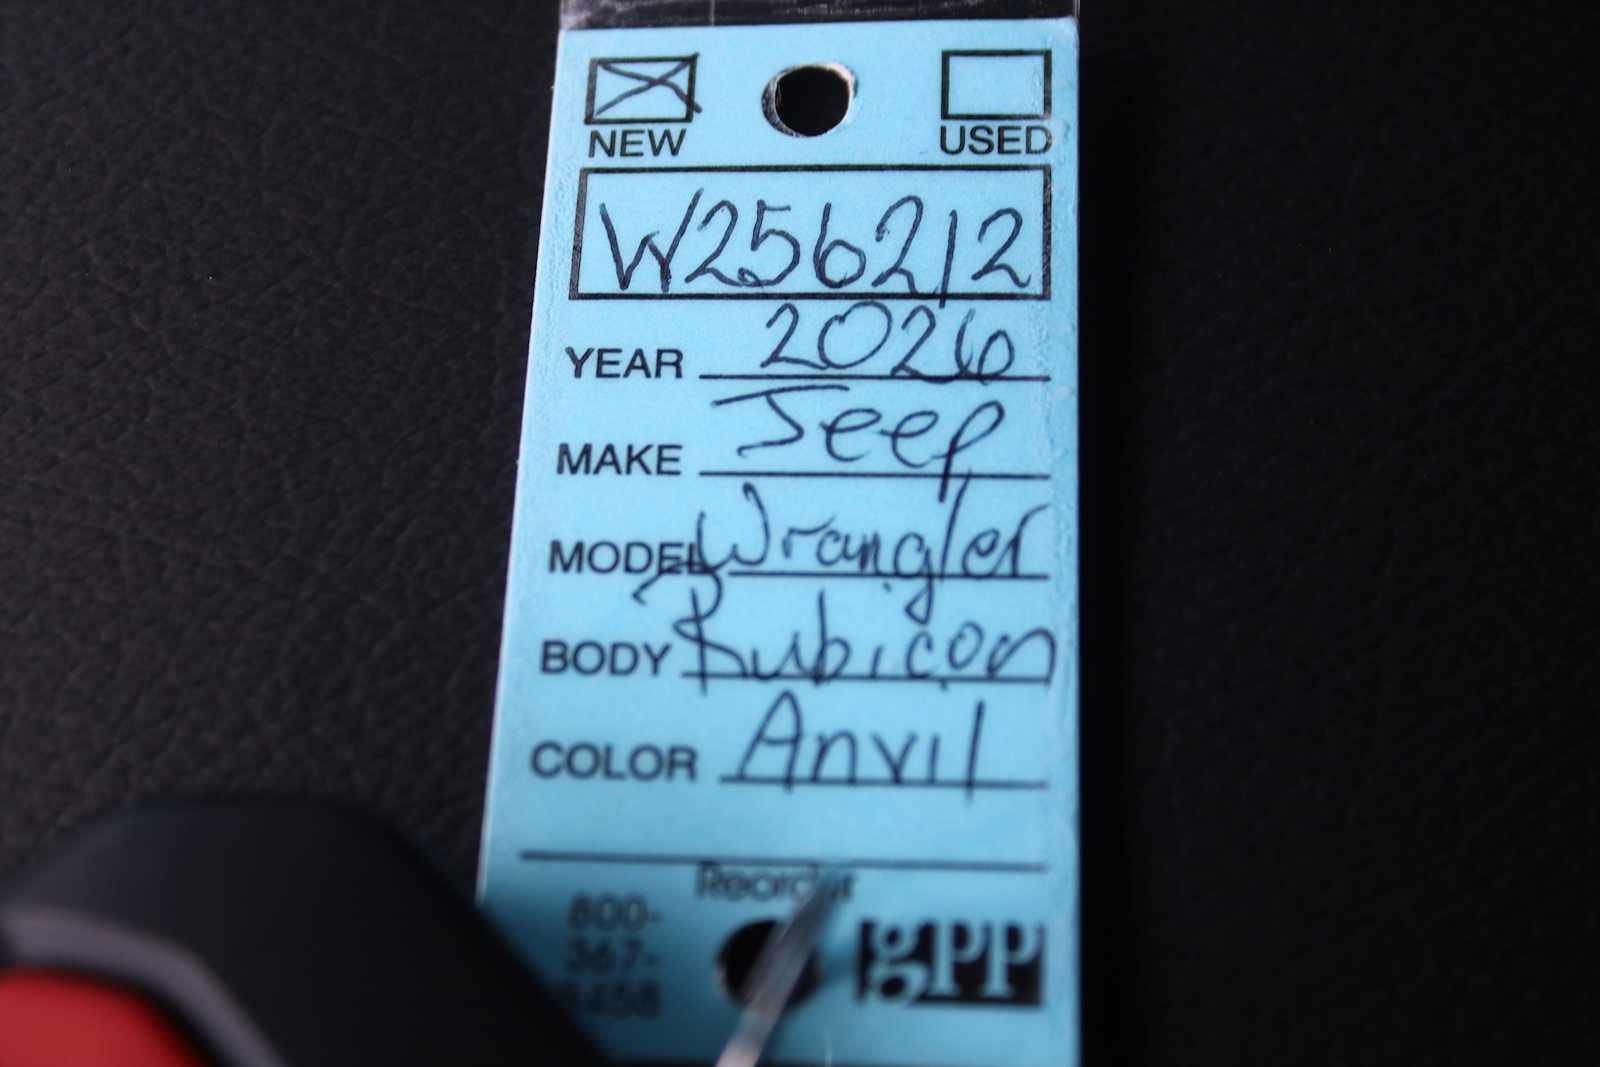 NEW USED
W256212
YEAR 2026
MAKE Jeep
MODEL Wrangler
BODY Rubicon
COLOR Anvil
Reorder
800-
367-
gpp